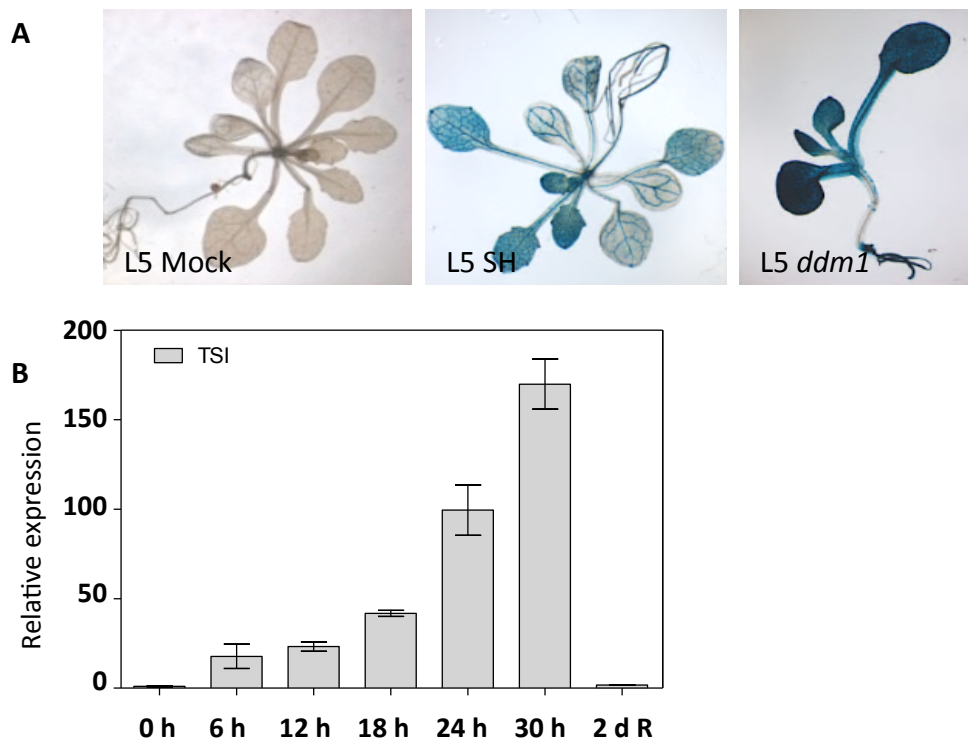 A
L5 Mock
L5 SH
L5 ddm1
B
TSI
Relative expression
200
150
100
50
0
0 h 6 h 12 h 18 h 24 h 30 h 2 d R